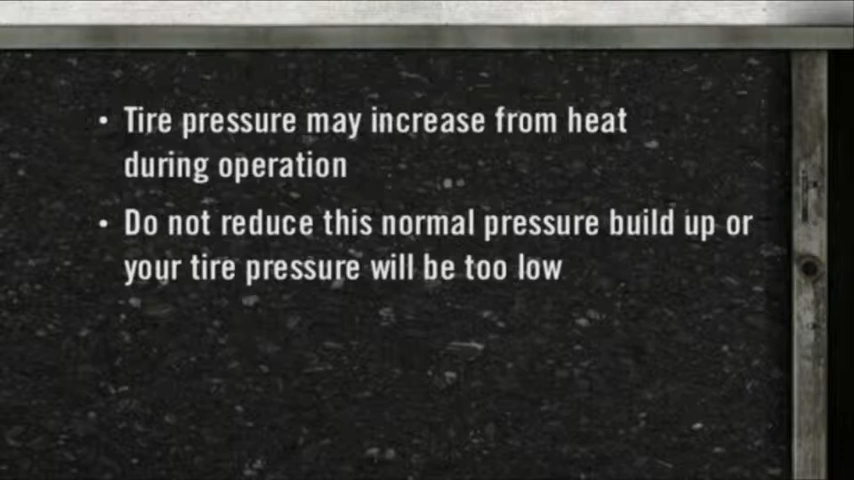 • Tire pressure may increase from heat
during operation
• Do not reduce this normal pressure build up or
your tire pressure will be too low